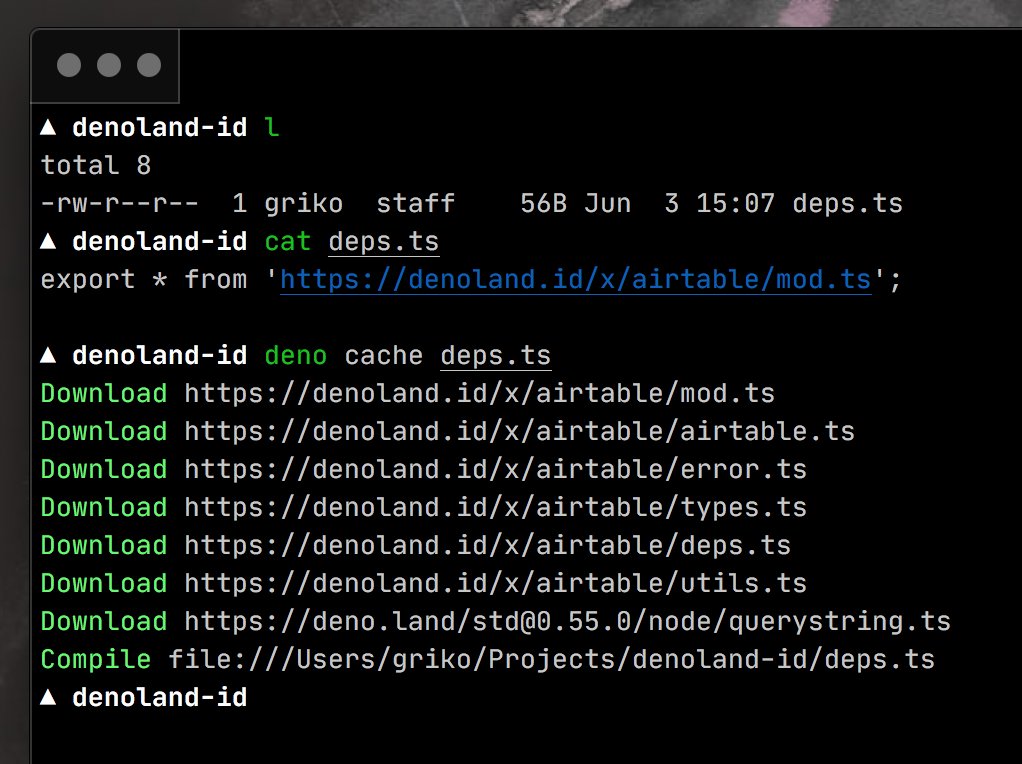 ▲ denoland-id l
total 8
-rw-r--r--  1 griko  staff    56B Jun  3 15:07 deps.ts
▲ denoland-id cat deps.ts
export * from 'https://denoland.id/x/airtable/mod.ts';
▲ denoland-id deno cache deps.ts
Download https://denoland.id/x/airtable/mod.ts
Download https://denoland.id/x/airtable/airtable.ts
Download https://denoland.id/x/airtable/error.ts
Download https://denoland.id/x/airtable/types.ts
Download https://denoland.id/x/airtable/deps.ts
Download https://denoland.id/x/airtable/utils.ts
Download https://deno.land/std@0.55.0/node/querystring.ts
Compile file:///Users/griko/Projects/denoland-id/deps.ts
▲ denoland-id